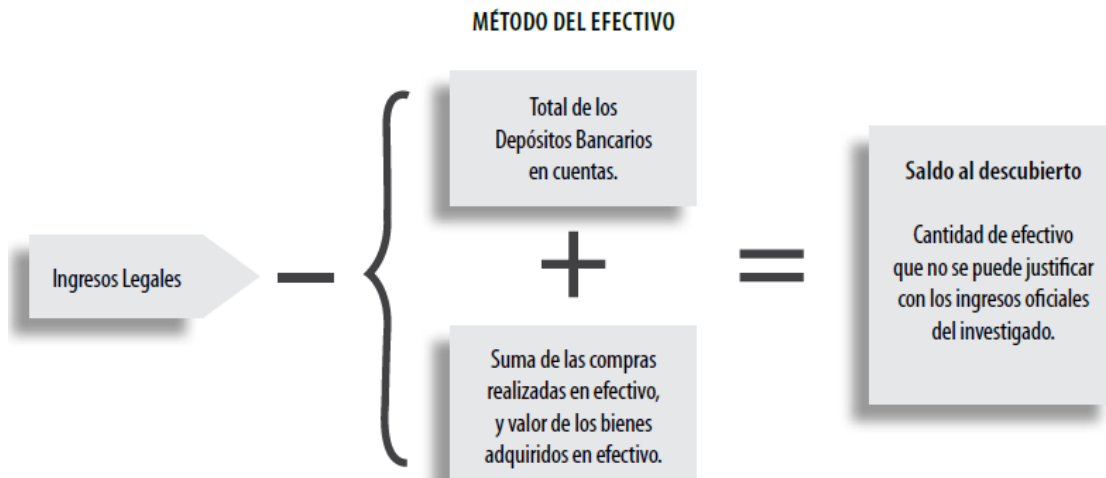 MÉTODO DEL EFECTIVO
Ingresos Legales
Total de los
Depósitos Bancarios
en cuentas.
Suma de las compras
realizadas en efectivo,
y valor de los bienes
adquiridos en efectivo.
Saldo al descubierto
Cantidad de efectivo
que no se puede justificar
con los ingresos oficiales
del investigado.